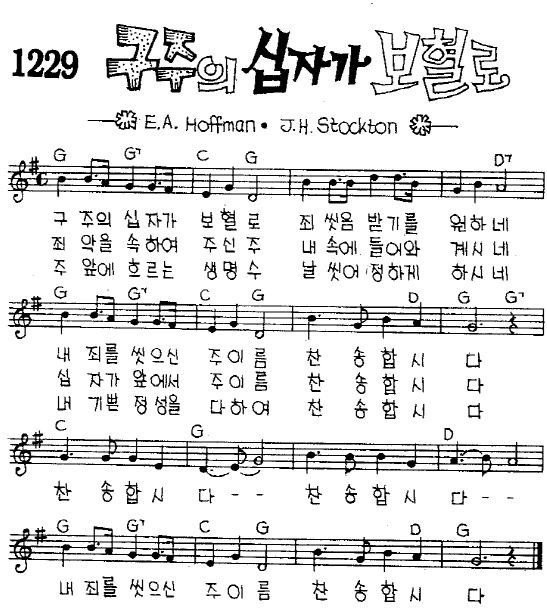 1229 구주의 십자가 보혈로
E.A. Hoffman · J.H. Stockton
G G7 C G D7
구 주의 십자가 보혈로 죄 씻음 받기를 원하네
죄 악을 속하여 주신주 내 속에 들어와 계시네
주 앞에 흐르는 생명수 날 씻어 정하게 하시네
G G7 C G D G G7
내 죄를 씻으신 주이름 찬 송합시 다
십 자가 앞에서 주이름 찬 송합시 다
내 기쁜 정성을 다하여 찬 송합시 다
C G D
찬 송합시 다-- 찬 송합시 다--
G G7 C G D G
내 죄를 씻으신 주이름 찬 송합시 다